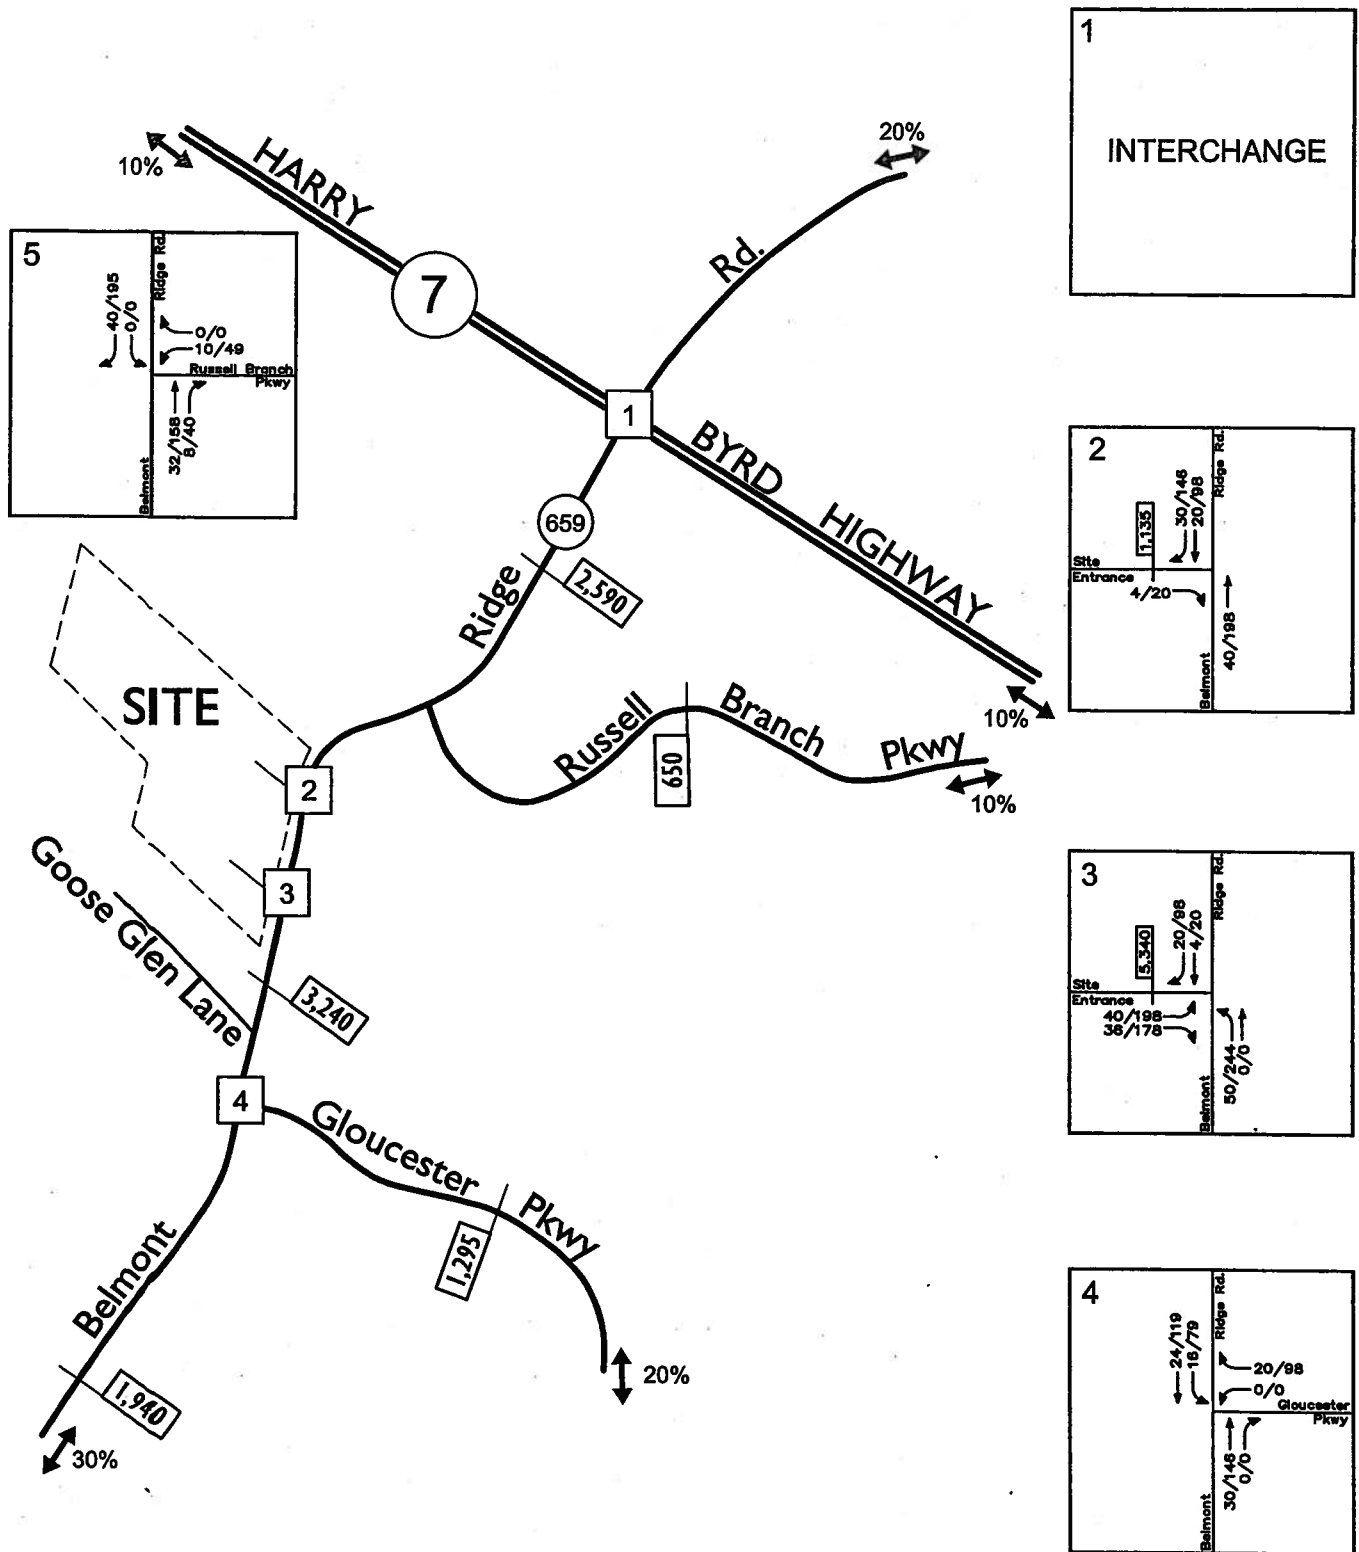 10%
HARRY
7
20%
Rd.
1
BYRD
HIGHWAY
10%
659
Ridge
2,590
SITE
Russell
650
Branch
Pkwy
10%
2
3
Goose Glen Lane
3,240
4
Gloucester
1,295
Pkwy
20%
Belmont
1,940
30%
5
Ridge Rd.
40/195
0/0
0/0
10/49
Russell Branch
Pkwy
32/158
8/40
Belmont
1
INTERCHANGE
2
Ridge Rd.
1,135
30/146
20/98
Site
Entrance
4/20
40/198
Belmont
3
Ridge Rd.
5,340
20/98
4/20
Site
Entrance
40/198
36/178
50/244
0/0
Belmont
4
Ridge Rd.
24/119
16/79
20/98
0/0
Gloucester
Pkwy
30/146
0/0
Belmont